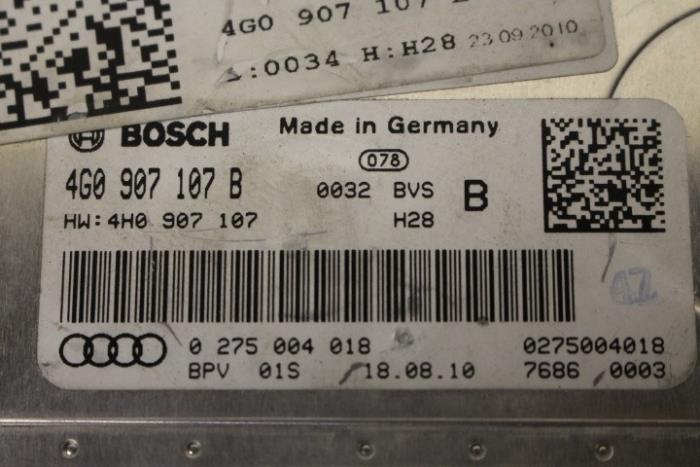 4G0 907 107
:0034 H:H28 23.09.2010
BOSCH Made in Germany
078
4G0 907 107 B 0032 BVS B
HW:4H0 907 107 H28
47
0 275 004 018 0275004018
BPV 01S 18.08.10 7686 0003